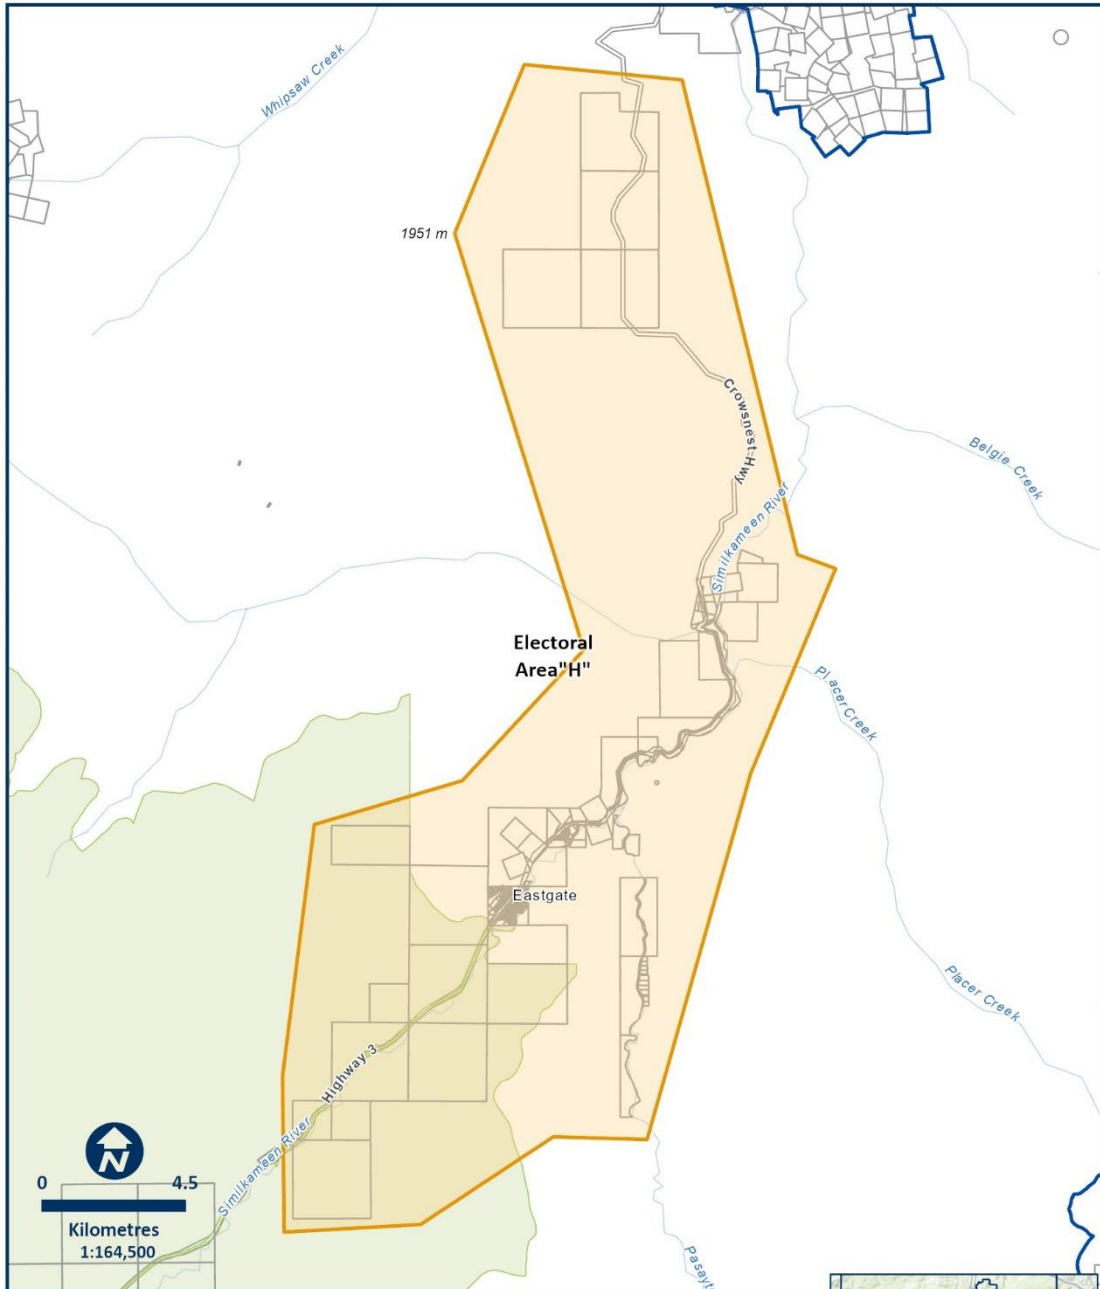 Whipsaw Creek
1951 m
Crowsnest Hwy
Belgie Creek
Similkameen River
Electoral
Area"H"
Placer Creek
Eastgate
Placer Creek
Highway 3
Similkameen River
N
0 4.5
Kilometres
1:164,500